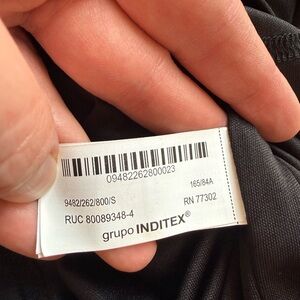 09482262800023
9482/262/800/S 165/84A
RUC 80089348-4 RN 77302
grupo INDITEX®